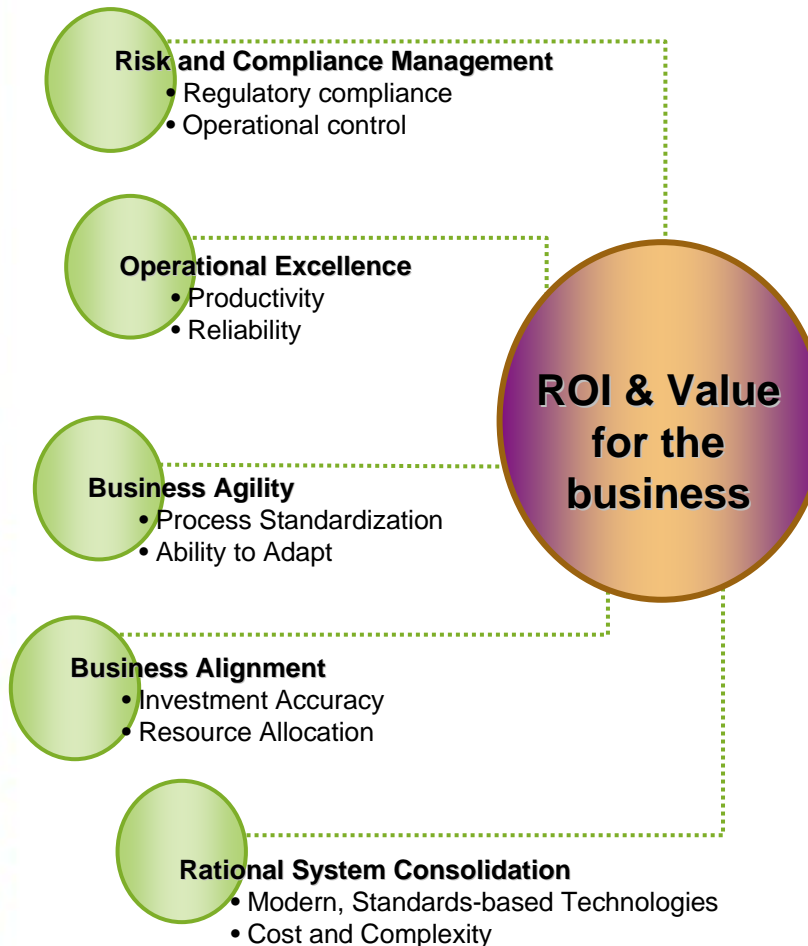 Risk and Compliance Management
• Regulatory compliance
• Operational control
Operational Excellence
• Productivity
• Reliability
ROI & Value
for the
business
Business Agility
• Process Standardization
• Ability to Adapt
Business Alignment
• Investment Accuracy
• Resource Allocation
Rational System Consolidation
• Modern, Standards-based Technologies
• Cost and Complexity